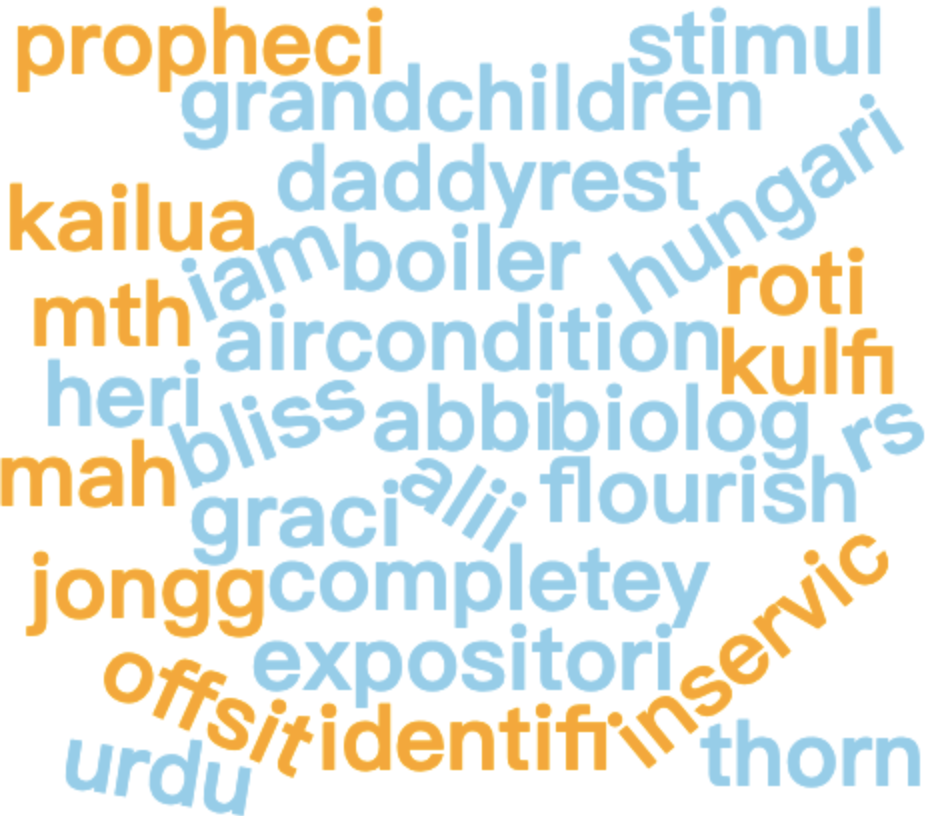 propheci
stimul
grandchildren
hungari
daddyrest
kailua
iam
boiler
roti
mth
aircondition
kulfi
heri
bliss
abbi
biolog
rs
mah
graci
alii
flourish
jongg
completey
inservic
expositori
offsit
identifi
urdu
thorn